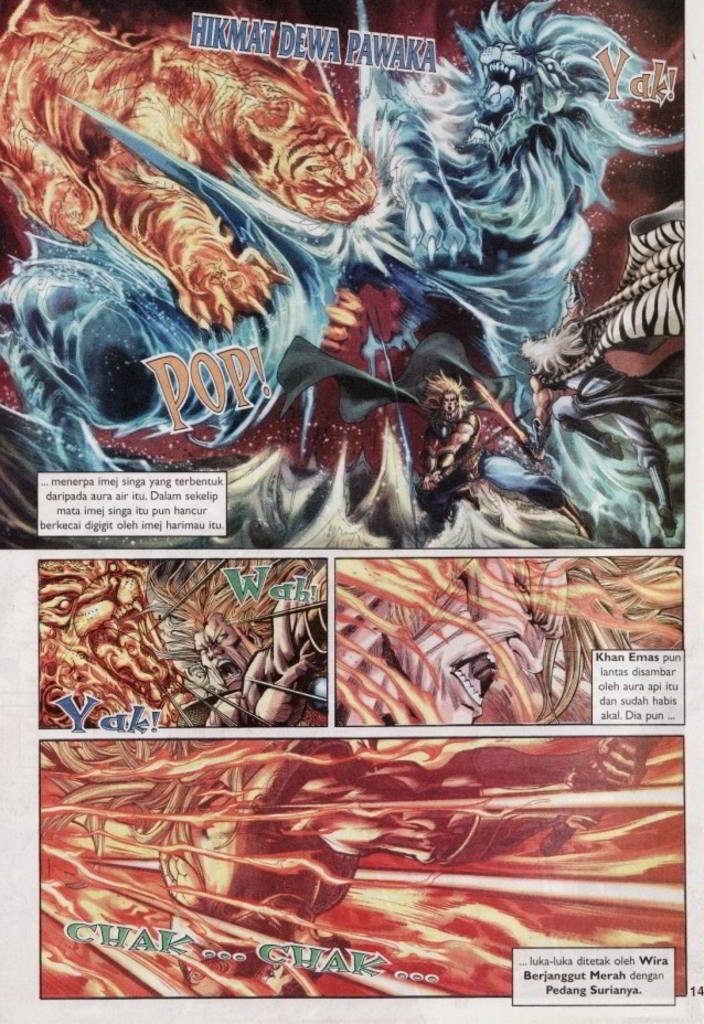 HIKMAT DEWA PAWAKA
Yak!
POP!
... menerpa imej singa yang terbentuk
daripada aura air itu. Dalam sekelip
mata imej singa itu pun hancur
berkecai digigit oleh imej harimau itu.
Wah!
Yak!
Khan Emas pun
lantas disambar
oleh aura api itu
dan sudah habis
akal. Dia pun ...
CHAK ... CHAK ...
... luka-luka ditetak oleh Wira
Berjanggut Merah dengan
Pedang Surianya.
14